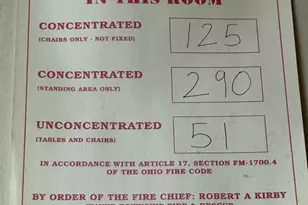 IN THIS ROOM
CONCENTRATED 125
(CHAIRS ONLY - NOT FIXED)
CONCENTRATED 290
(STANDING AREA ONLY)
UNCONCENTRATED 51
(TABLES AND CHAIRS)
IN ACCORDANCE WITH ARTICLE 17, SECTION FM-1700.4
OF THE OHIO FIRE CODE
BY ORDER OF THE FIRE CHIEF: ROBERT A KIRBY